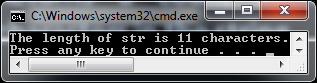 C:\Windows\system32\cmd.exe
The length of str is 11 characters.
Press any key to continue . . .